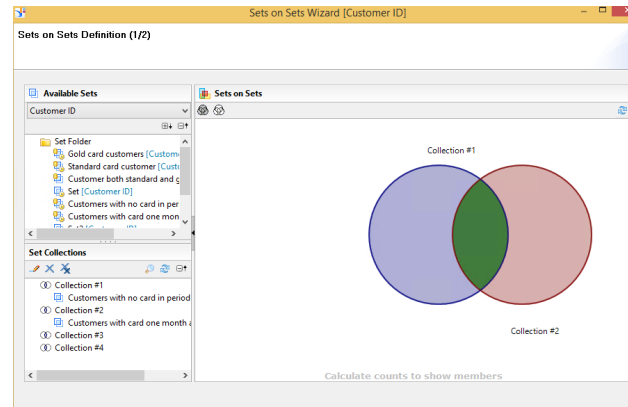 Sets on Sets Wizard [Customer ID]
Sets on Sets Definition (1/2)
Available Sets
Customer ID
Set Folder
Gold card customers [Custom
Standard card customer [Custo
Customer both standard and g
Set [Customer ID]
Customers with no card in per
Customers with card one mon
Set Collections
Collection #1
Customers with no card in period
Collection #2
Customers with card one month a
Collection #3
Collection #4
Sets on Sets
Collection #1
Collection #2
Calculate counts to show members